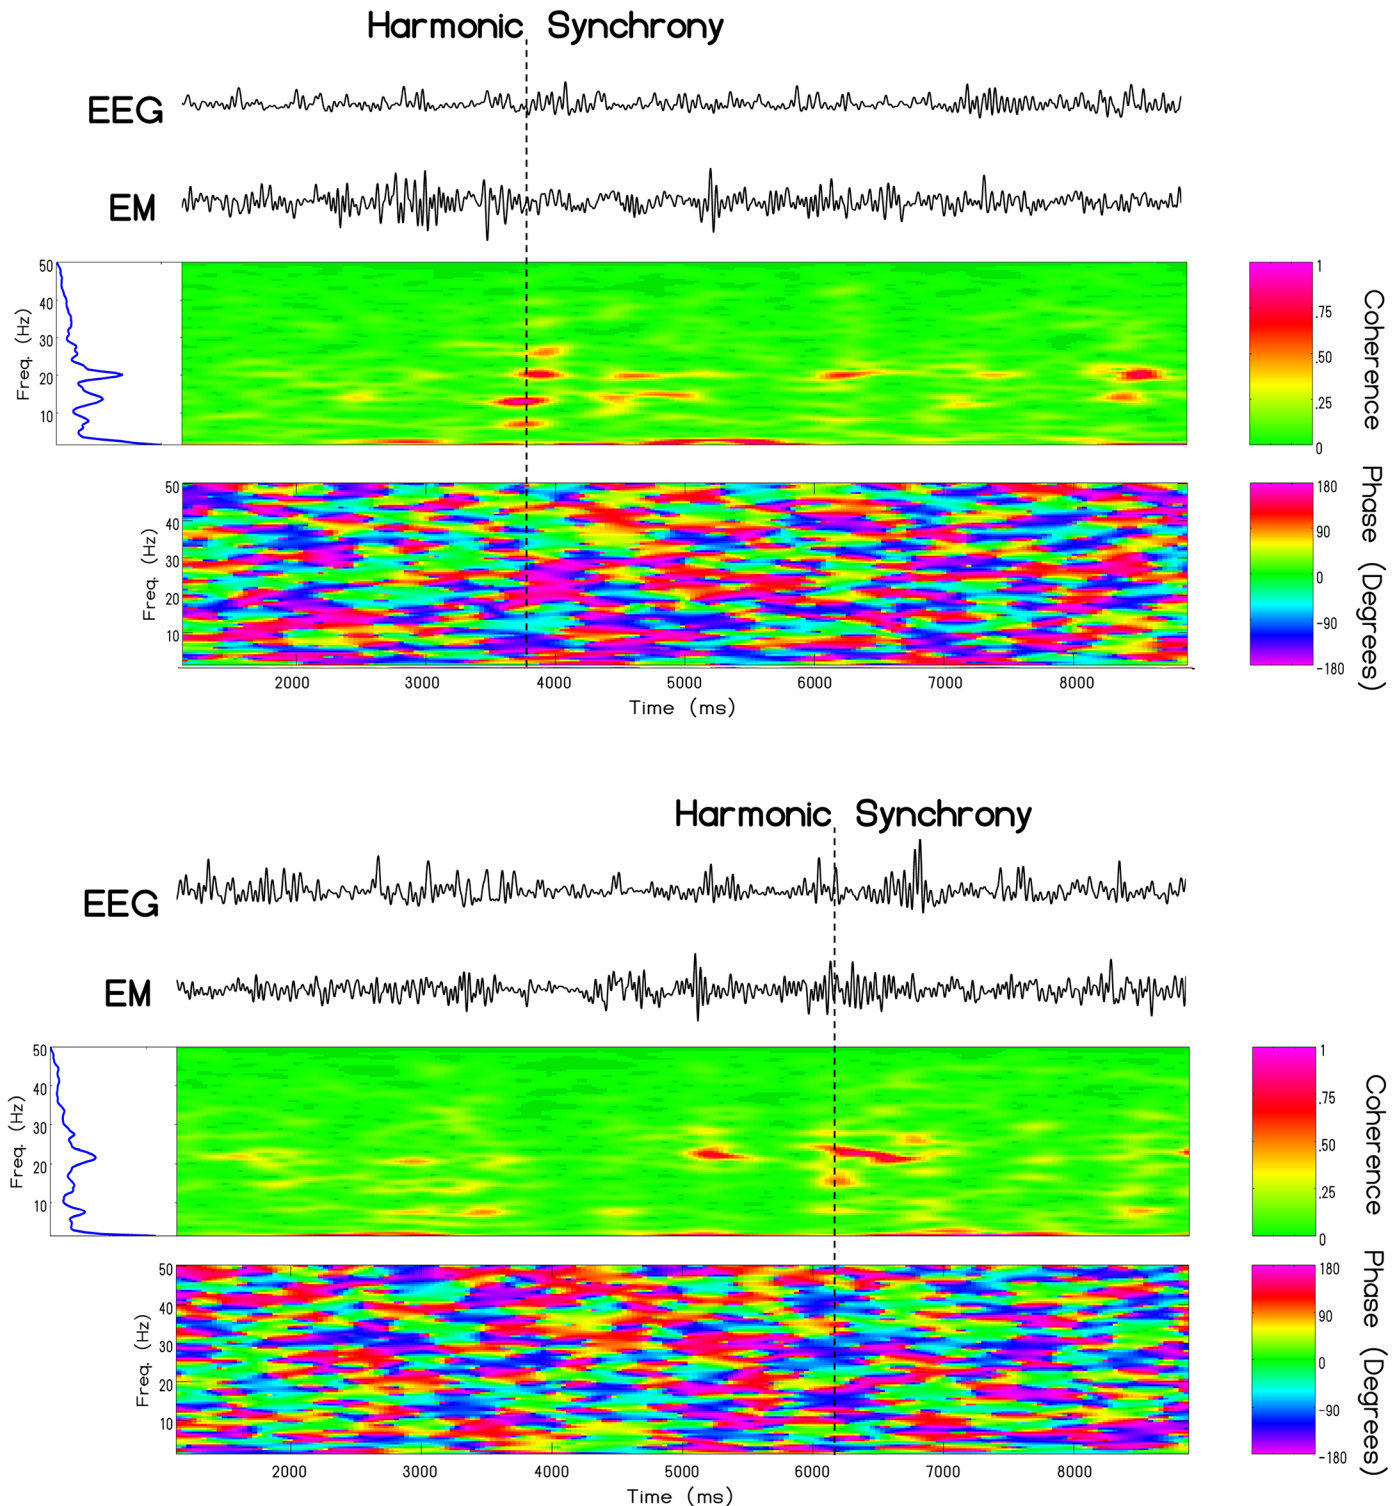 Harmonic Synchrony
EEG
EM
50
40
30
20
10
Freq. (Hz)
1
.75
.50
.25
0
Coherence
50
40
30
20
10
Freq. (Hz)
180
90
0
-90
-180
Phase (Degrees)
2000 3000 4000 5000 6000 7000 8000
Time (ms)
Harmonic Synchrony
EEG
EM
50
40
30
20
10
Freq. (Hz)
1
.75
.50
.25
0
Coherence
50
40
30
20
10
Freq. (Hz)
180
90
0
-90
-180
Phase (Degrees)
2000 3000 4000 5000 6000 7000 8000
Time (ms)